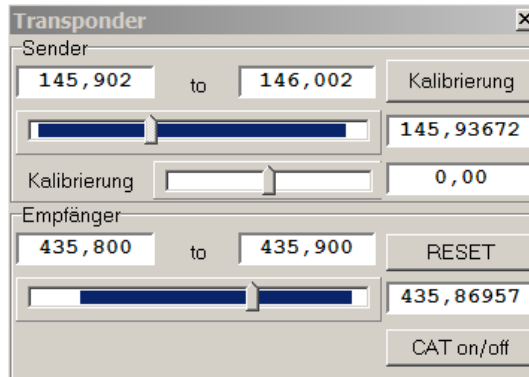 Transponder
Sender
145,902 to 146,002 Kalibrierung
145,93672
Kalibrierung 0,00
Empfänger
435,800 to 435,900 RESET
435,86957
CAT on/off